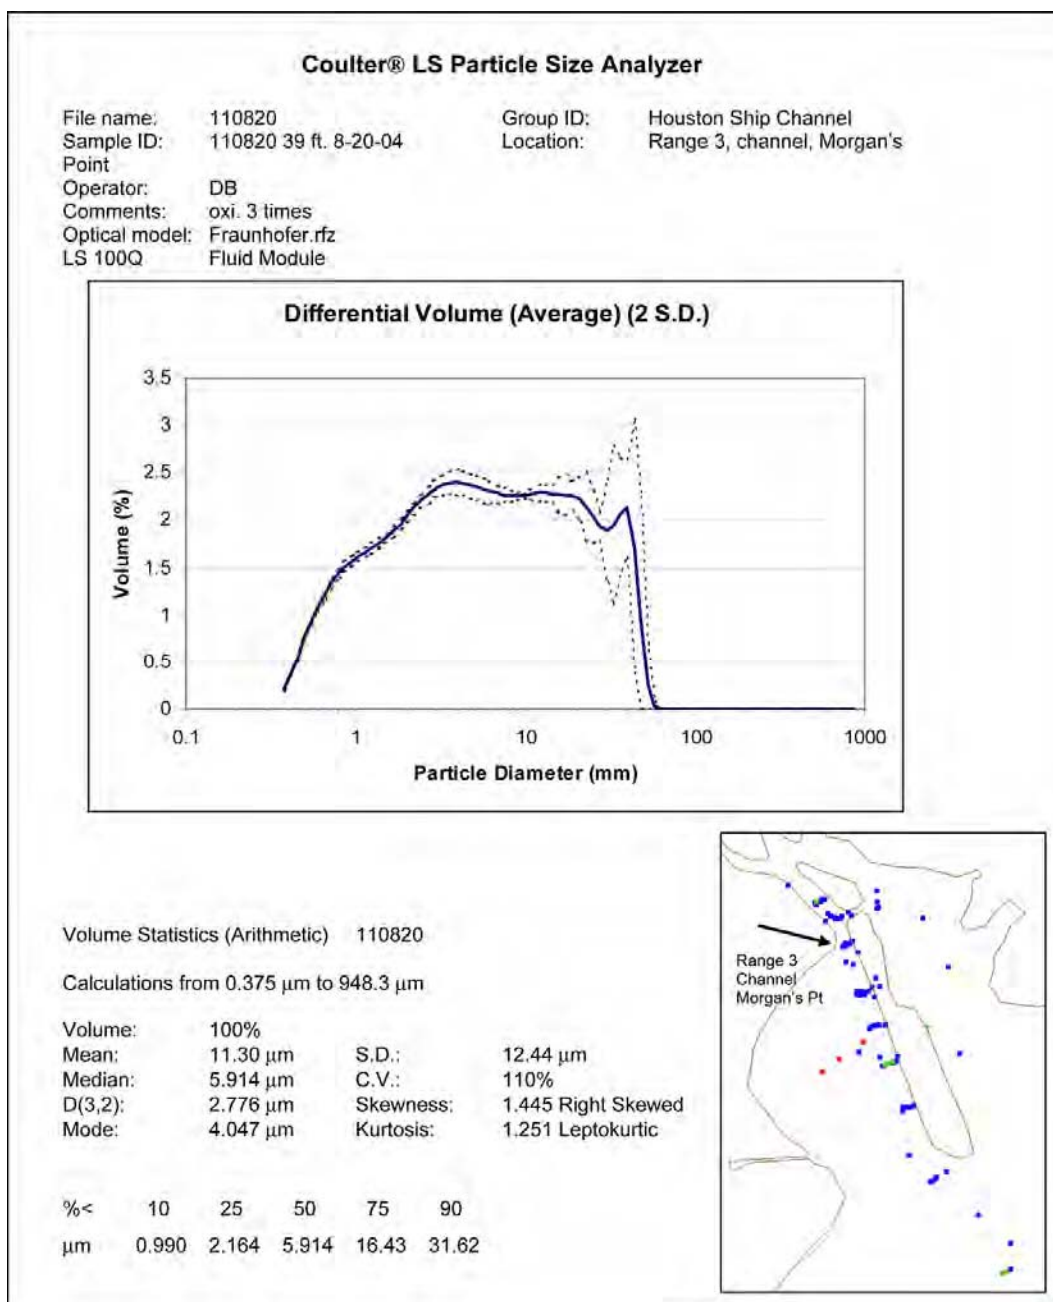 Coulter® LS Particle Size Analyzer
File name: 110820 Group ID: Houston Ship Channel
Sample ID: 110820 39 ft. 8-20-04 Location: Range 3, channel, Morgan's
Point
Operator: DB
Comments: oxi. 3 times
Optical model: Fraunhofer.rfz
LS 100Q Fluid Module
Differential Volume (Average) (2 S.D.)
3.5
3
2.5
2
1.5
1
0.5
0
Volume (%)
0.1 1 10 100 1000
Particle Diameter (mm)
Volume Statistics (Arithmetic) 110820
Calculations from 0.375 μm to 948.3 μm
Volume: 100%
Mean: 11.30 μm S.D.: 12.44 μm
Median: 5.914 μm C.V.: 110%
D(3,2): 2.776 μm Skewness: 1.445 Right Skewed
Mode: 4.047 μm Kurtosis: 1.251 Leptokurtic
%< 10 25 50 75 90
μm 0.990 2.164 5.914 16.43 31.62
Range 3
Channel
Morgan's Pt